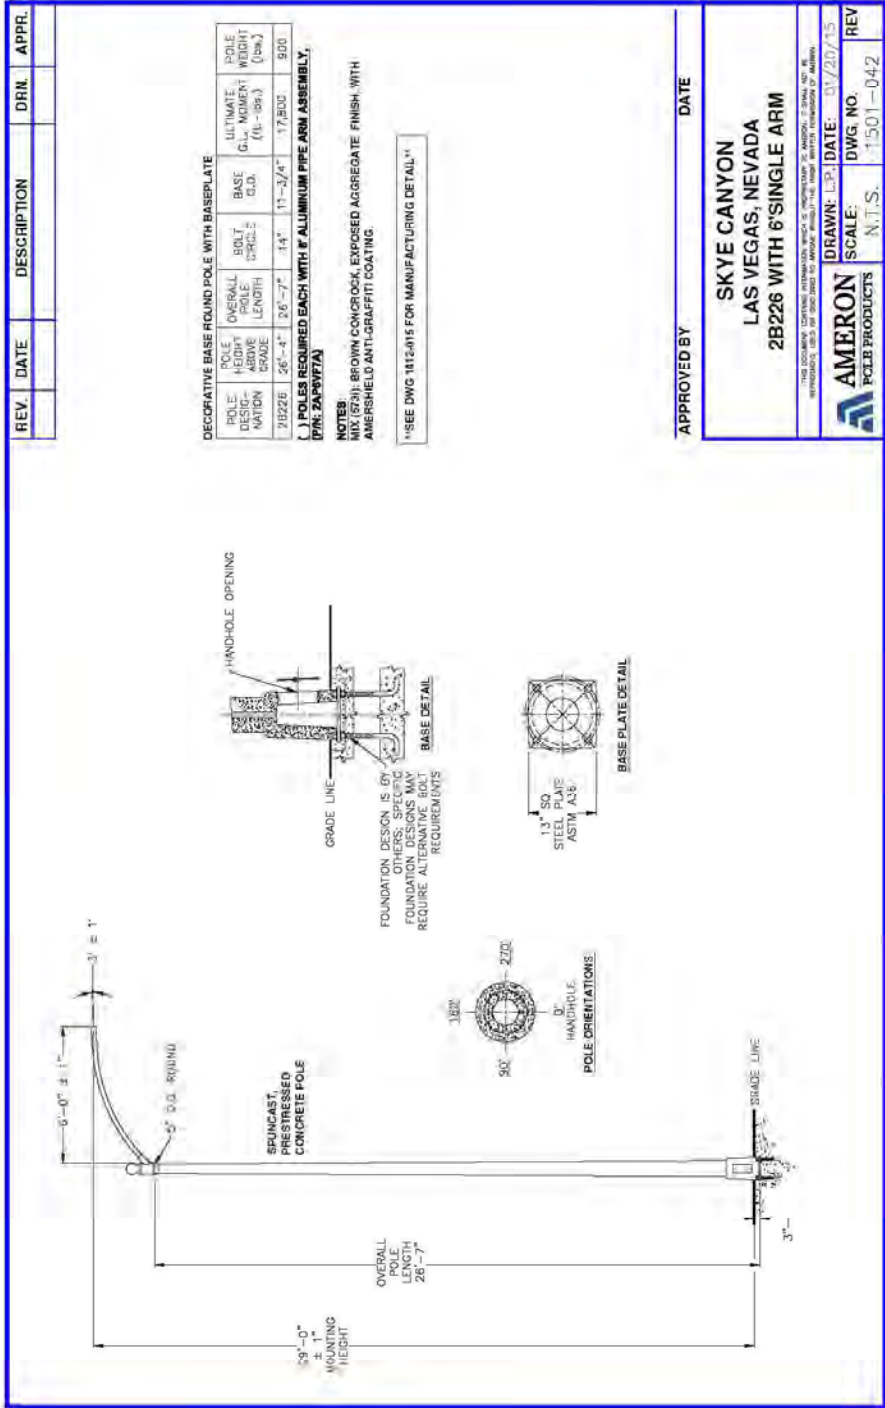 REV. DATE DESCRIPTION DRN. APPR.
DECORATIVE BASE ROUND POLE WITH BASEPLATE
POLE DESIG- NATION
POLE HEIGHT ABOVE GRADE
OVERALL POLE LENGTH
BOLT CIRCLE
BASE O.D.
ULTIMATE G.L. MOMENT (ft.-lbs.)
POLE WEIGHT (lbs.)
2B226 26'-4" 26'-7" 14" 11-3/4" 17,800 900
( ) POLES REQUIRED EACH WITH 6' ALUMINUM PIPE ARM ASSEMBLY,
(P/N: 2AP6VF7A)
NOTES:
MIX (573): BROWN CONCROCK, EXPOSED AGGREGATE FINISH, WITH
AMERSHIELD ANTI-GRAFFITI COATING.
**SEE DWG 1412-015 FOR MANUFACTURING DETAIL**
6'-0" ± 1"
3° ± 1°
5" O.D. ROUND
SPUNCAST,
PRESTRESSED
CONCRETE POLE
OVERALL
POLE
LENGTH
26'-7"
± 1"
MOUNTING
HEIGHT
3"
GRADE LINE
180°
90°
270°
0°
HANDHOLE
POLE ORIENTATIONS
HANDHOLE OPENING
GRADE LINE
FOUNDATION DESIGN IS BY
OTHERS; SPECIFIC
FOUNDATION DESIGNS MAY
REQUIRE ALTERNATIVE BOLT
REQUIREMENTS
BASE DETAIL
13" SQ
STEEL PLATE
ASTM A36
BASE PLATE DETAIL
APPROVED BY DATE
SKYE CANYON
LAS VEGAS, NEVADA
2B226 WITH 6'SINGLE ARM
AMERON
POLE PRODUCTS
DRAWN: L.P. DATE: 01/20/15
SCALE: N.T.S.
DWG. NO. 1501-042
REV